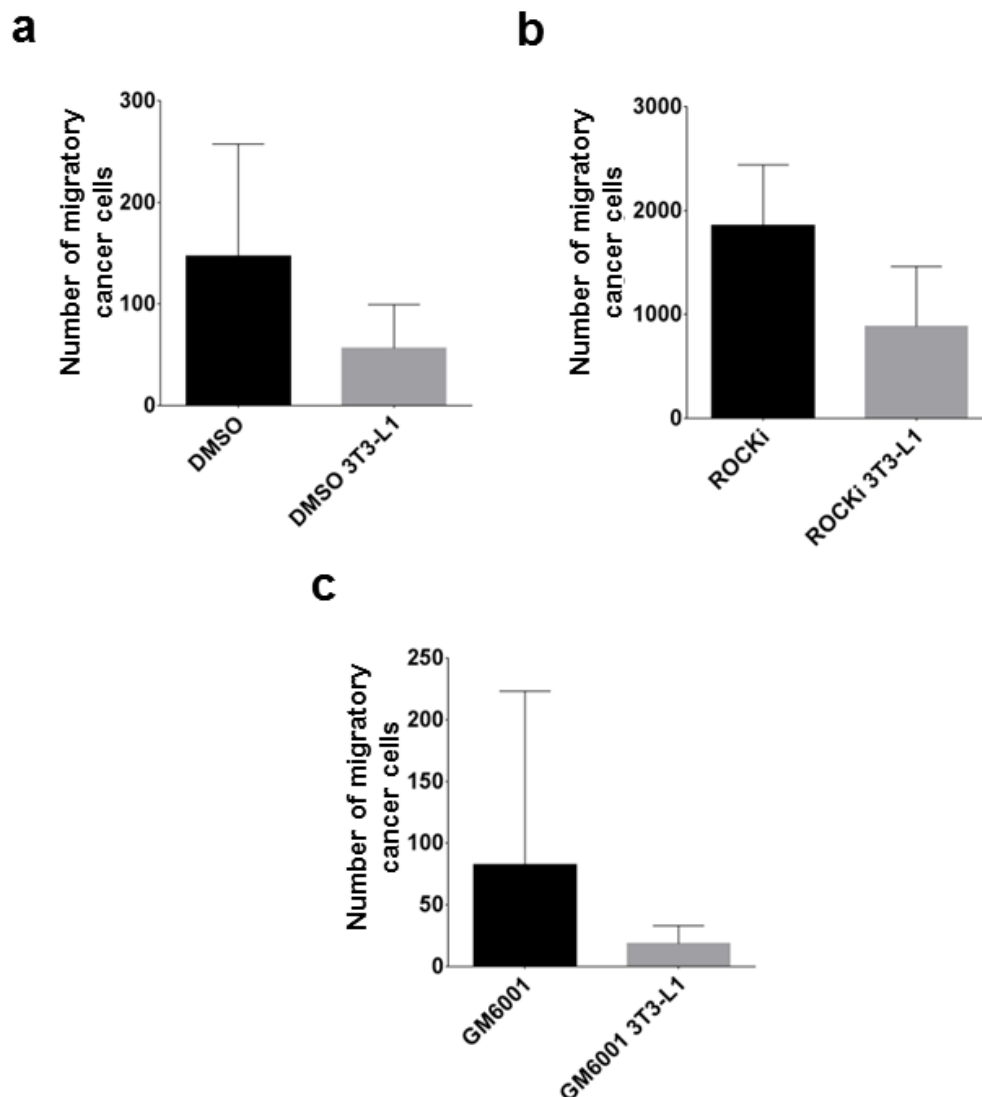 a
Number of migratory
cancer cells
300
200
100
0
DMSO
DMSO 3T3-L1
b
Number of migratory
cancer cells
3000
2000
1000
0
ROCKi
ROCKi 3T3-L1
c
Number of migratory
cancer cells
250
200
150
100
50
0
GM6001
GM6001 3T3-L1